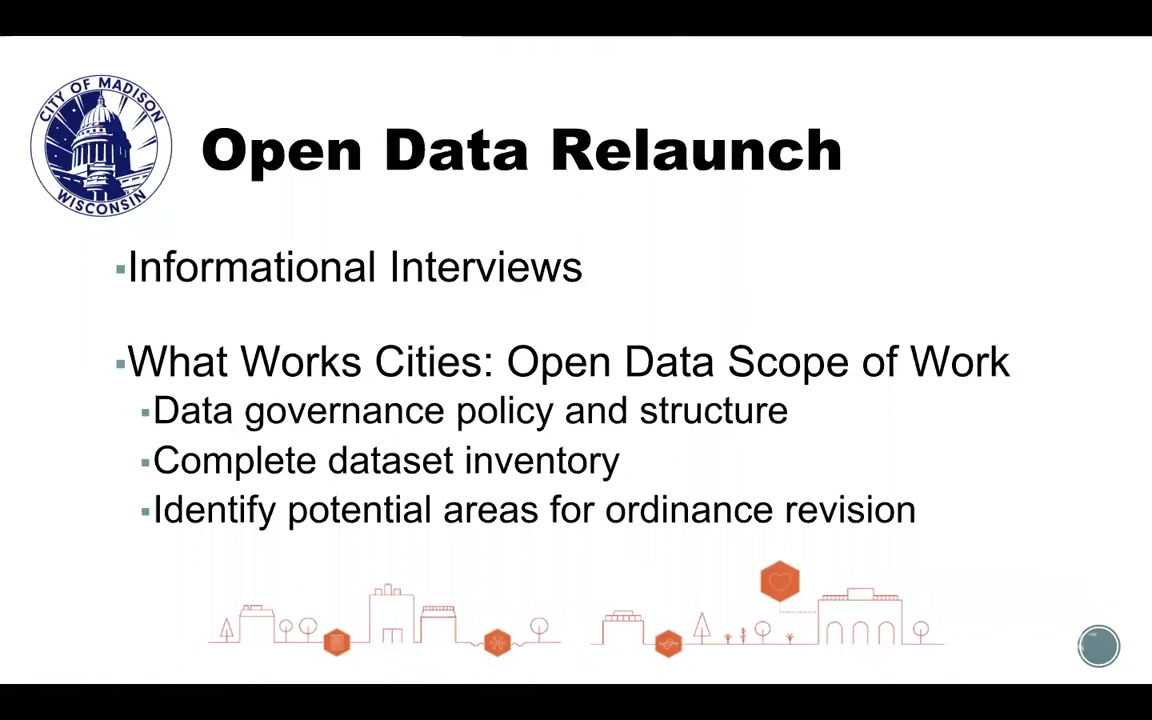 CITY OF MADISON
WISCONSIN
Open Data Relaunch
▪Informational Interviews
▪What Works Cities: Open Data Scope of Work
▪Data governance policy and structure
▪Complete dataset inventory
▪Identify potential areas for ordinance revision